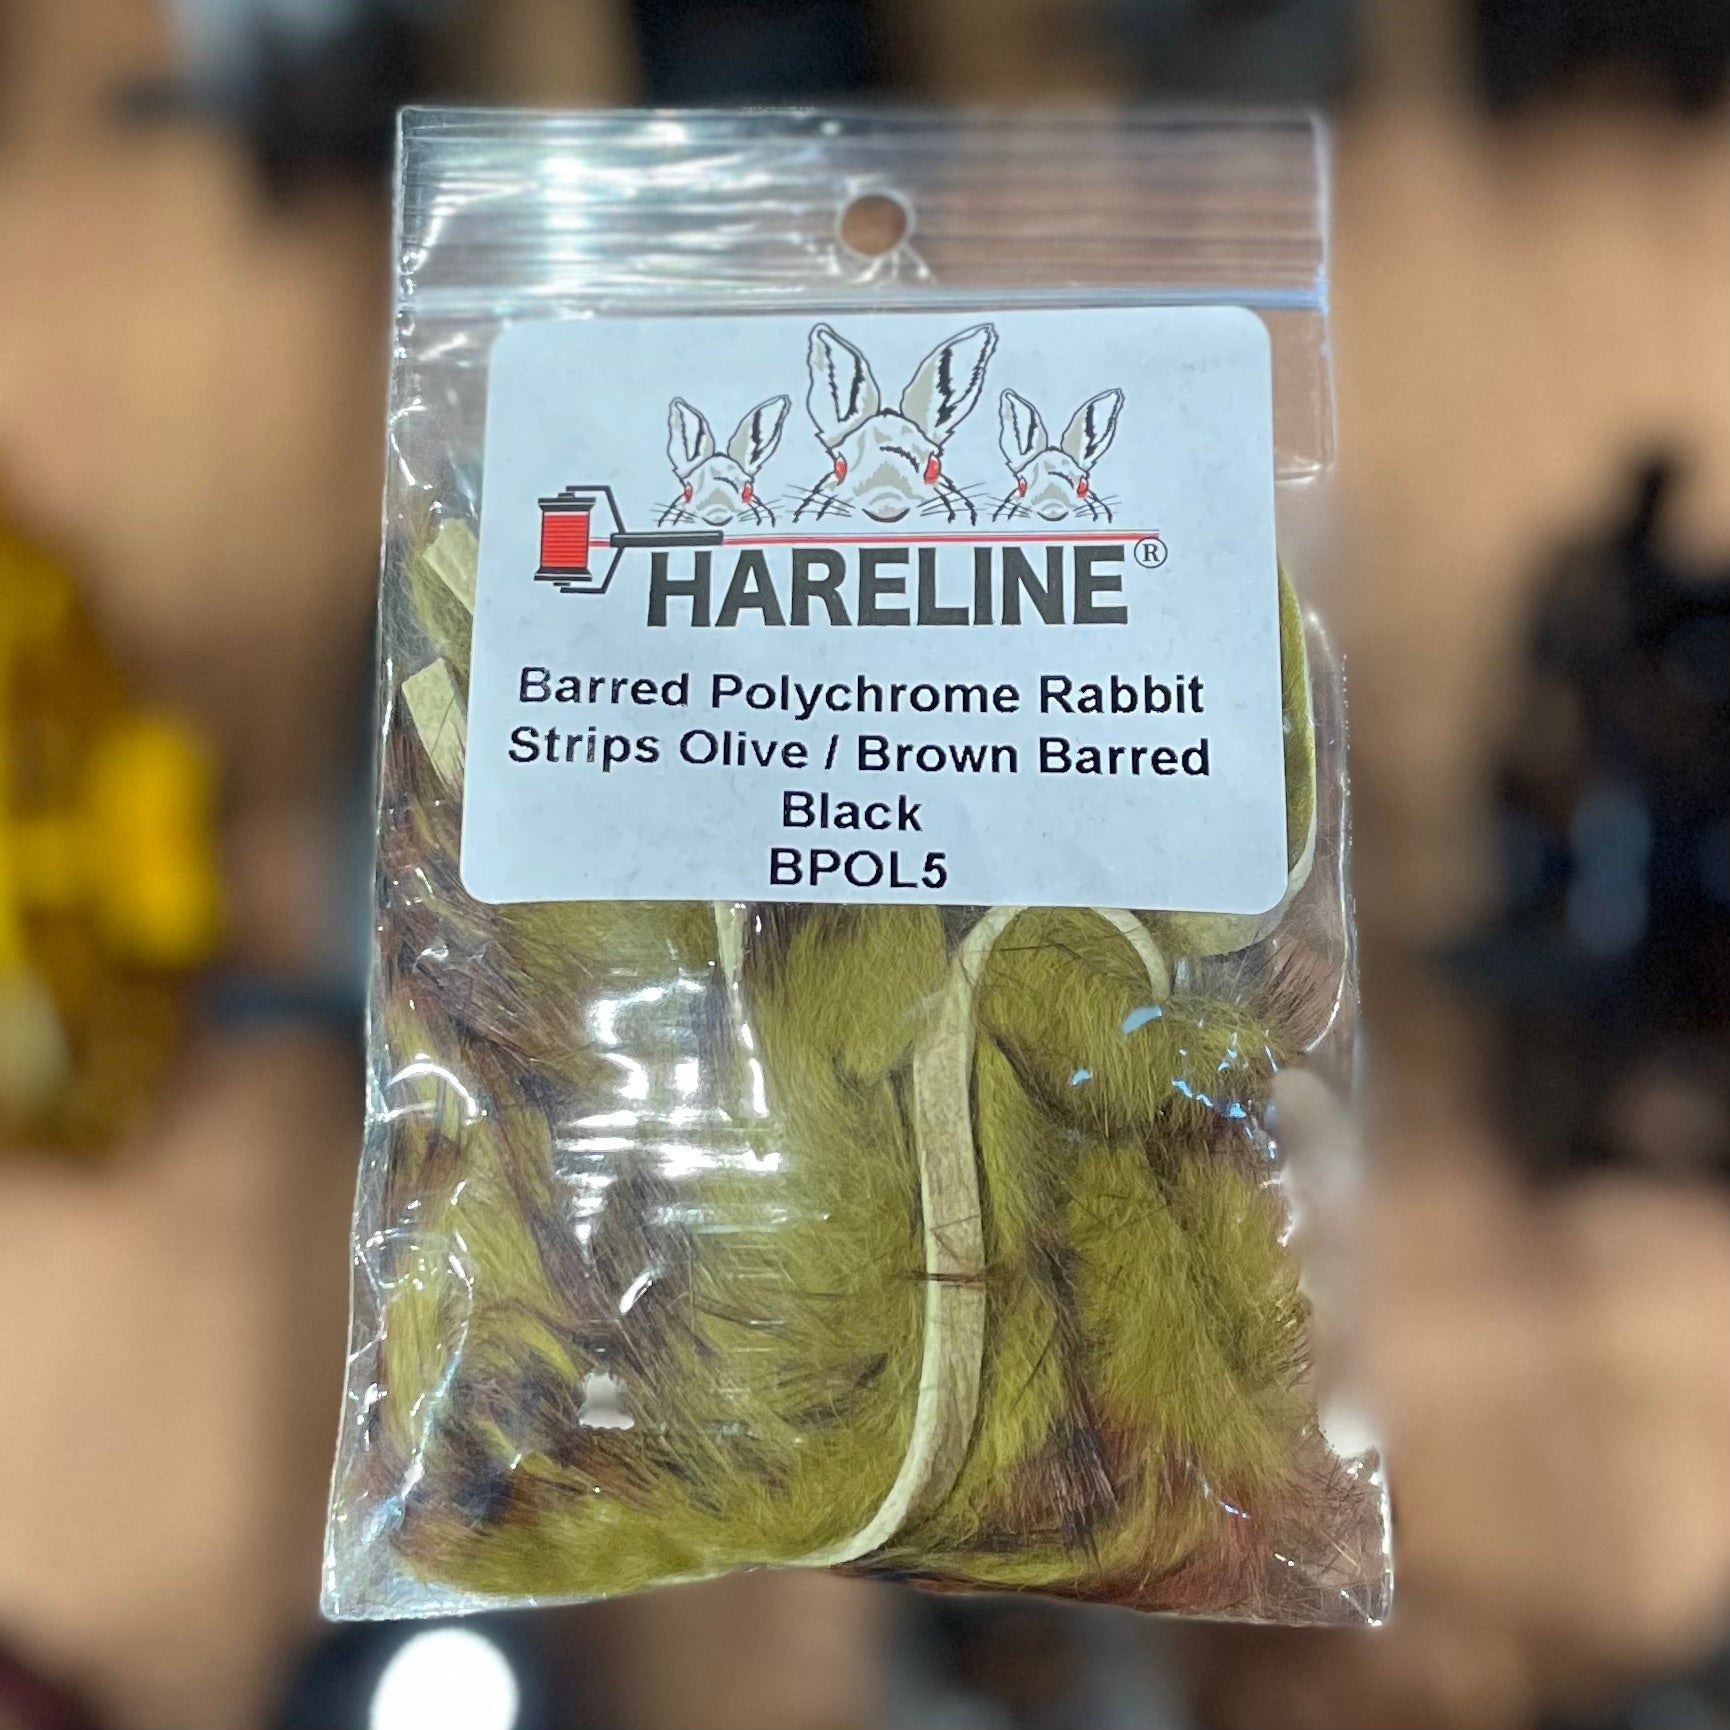 HARELINE®
Barred Polychrome Rabbit
Strips Olive / Brown Barred
Black
BPOL5